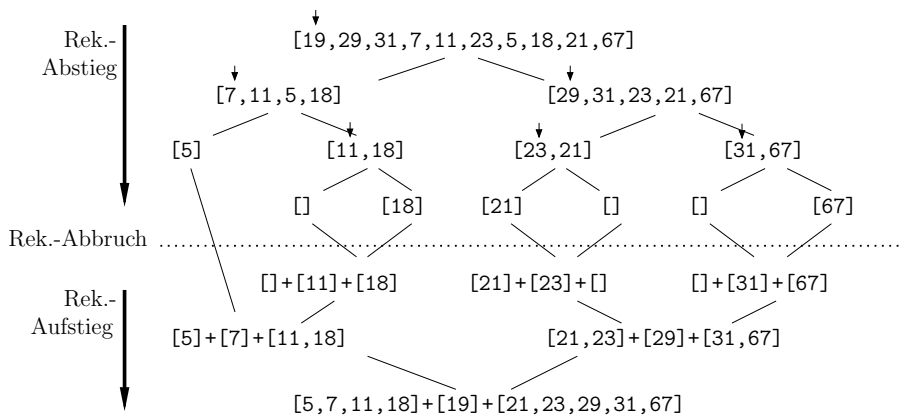 Rek.-
Abstieg
[19,29,31,7,11,23,5,18,21,67]
[7,11,5,18] [29,31,23,21,67]
[5] [11,18] [23,21] [31,67]
[] [18] [21] [] [] [67]
Rek.-Abbruch
[]+[11]+[18] [21]+[23]+[] []+[31]+[67]
Rek.-
Aufstieg
[5]+[7]+[11,18] [21,23]+[29]+[31,67]
[5,7,11,18]+[19]+[21,23,29,31,67]